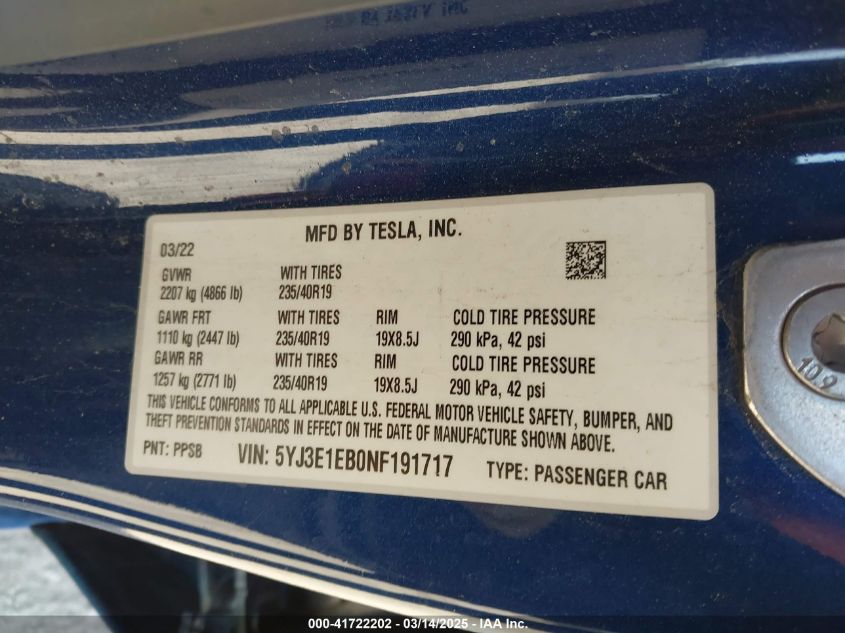 MFD BY TESLA, INC.
03/22
GVWR WITH TIRES
2207 kg (4866 lb) 235/40R19
GAWR FRT WITH TIRES RIM COLD TIRE PRESSURE
1110 kg (2447 lb) 235/40R19 19X8.5J 290 kPa, 42 psi
GAWR RR WITH TIRES RIM COLD TIRE PRESSURE
1257 kg (2771 lb) 235/40R19 19X8.5J 290 kPa, 42 psi
THIS VEHICLE CONFORMS TO ALL APPLICABLE U.S. FEDERAL MOTOR VEHICLE SAFETY, BUMPER, AND
THEFT PREVENTION STANDARDS IN EFFECT ON THE DATE OF MANUFACTURE SHOWN ABOVE.
PNT: PPSB VIN: 5YJ3E1EB0NF191717 TYPE: PASSENGER CAR
10.9
000-41722202 - 03/14/2025 - IAA Inc.